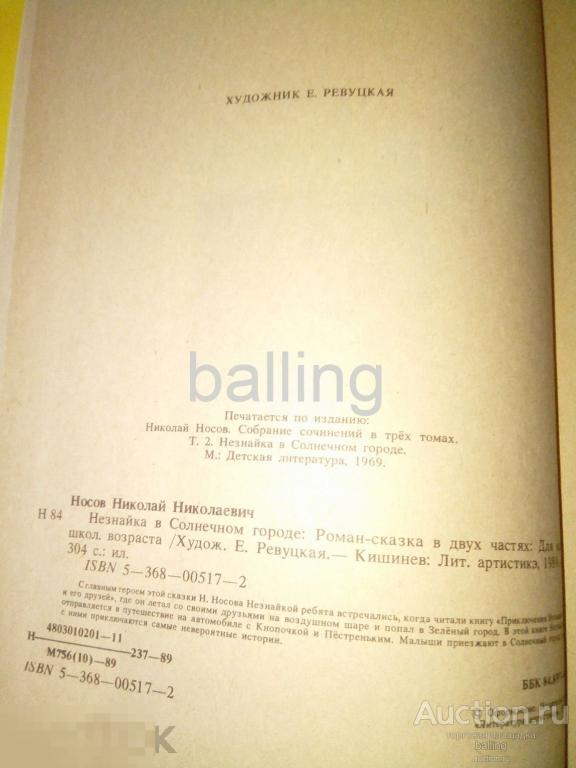 ХУДОЖНИК Е. РЕВУЦКАЯ
balling
Печатается по изданию:
Николай Носов. Собрание сочинений в трёх томах.
Т. 2. Незнайка в Солнечном городе.
М.: Детская литература, 1969.
Носов Николай Николаевич
Н 84 Незнайка в Солнечном городе: Роман-сказка в двух частях: Для
школ. возраста /Худож. Е. Ревуцкая.— Кишинев: Лит. артистикэ,
304 с.: ил.
ISBN 5—368—00517—2
С главным героем этой сказки Н. Носова Незнайкой ребята встречались, когда читали книгу «Приключения
и его друзей», где он летал со своими друзьями на воздушном шаре и попал в Зелёный город. В этой книге
отправляется в путешествие на автомобиле с Кнопочкой и Пёстреньким. Малыши приезжают в Солнечный
с ними приключаются самые невероятные истории.
4803010201—11
Н 237—89
М756(10)—89
ISBN 5—368—00517—2
ББК
Auction.ru
торговая площадка
balling
auction.ru